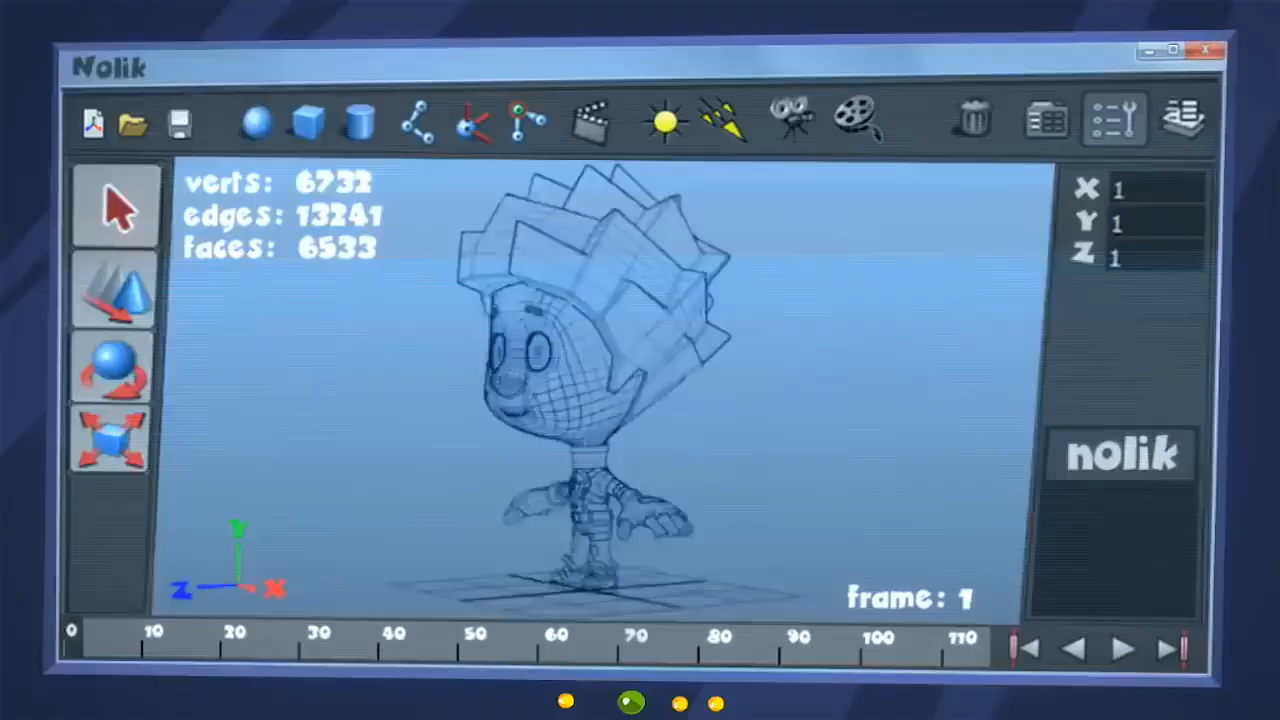 Nolik
verts: 6732
edges: 13241
faces: 6533
X 1
Y 1
Z 1
nolik
Y
Z X
frame: 1
0 10 20 30 40 50 60 70 80 90 100 110